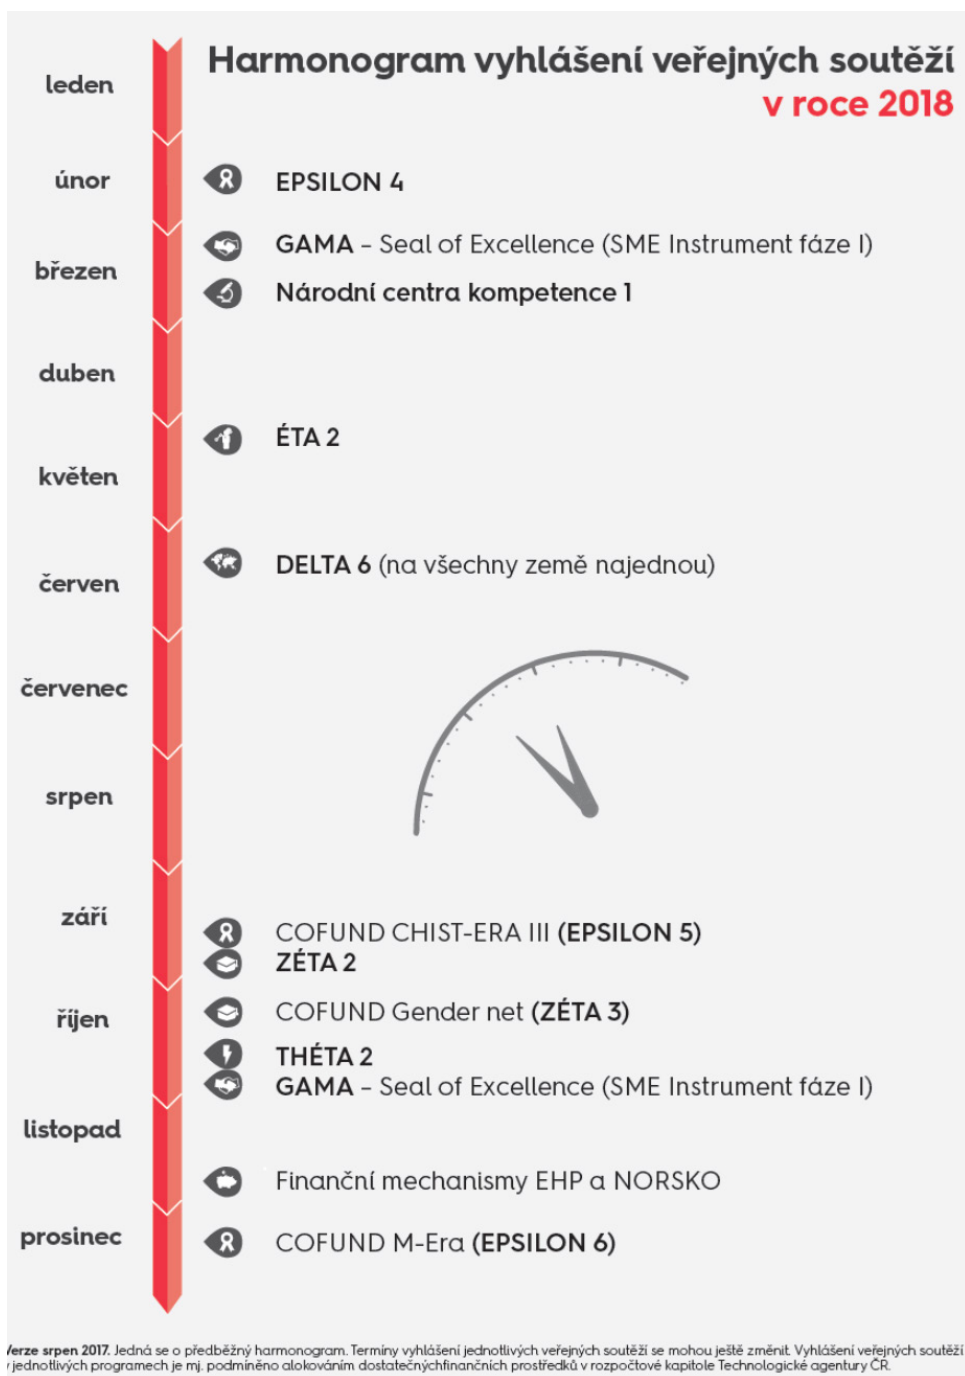 Harmonogram vyhlášení veřejných soutěží
v roce 2018
leden
únor
EPSILON 4
březen
GAMA – Seal of Excellence (SME Instrument fáze I)
Národní centra kompetence 1
duben
květen
ÉTA 2
červen
DELTA 6 (na všechny země najednou)
červenec
srpen
září
COFUND CHIST-ERA III (EPSILON 5)
ZÉTA 2
říjen
COFUND Gender net (ZÉTA 3)
THÉTA 2
GAMA – Seal of Excellence (SME Instrument fáze I)
listopad
Finanční mechanismy EHP a NORSKO
prosinec
COFUND M-Era (EPSILON 6)
Verze srpen 2017. Jedná se o předběžný harmonogram. Termíny vyhlášení jednotlivých veřejných soutěží se mohou ještě změnit. Vyhlášení veřejných soutěží
v jednotlivých programech je mj. podmíněno alokováním dostatečnýchfinančních prostředků v rozpočtové kapitole Technologické agentury ČR.